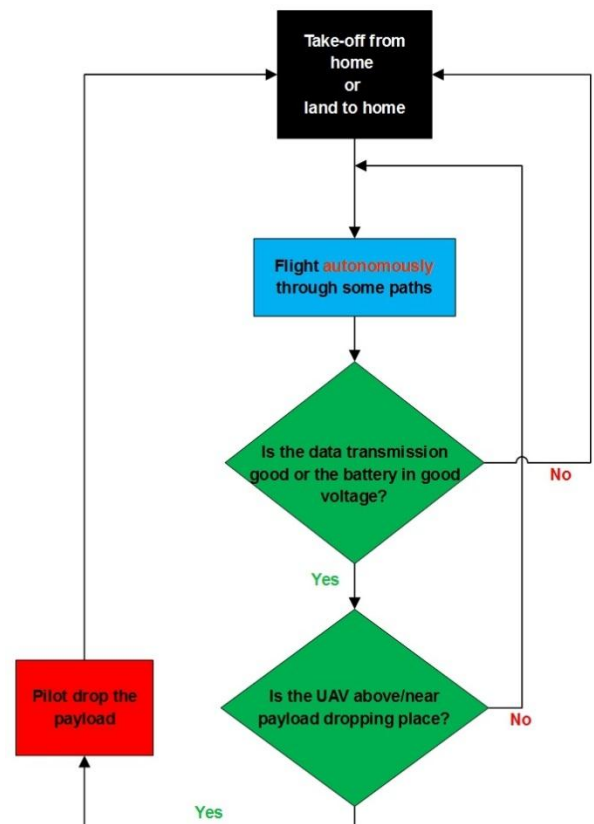 Take-off from
home
or
land to home
Flight autonomously
through some paths
Is the data transmission
good or the battery in good
voltage?
No
Yes
Pilot drop the
payload
Is the UAV above/near
payload dropping place?
No
Yes